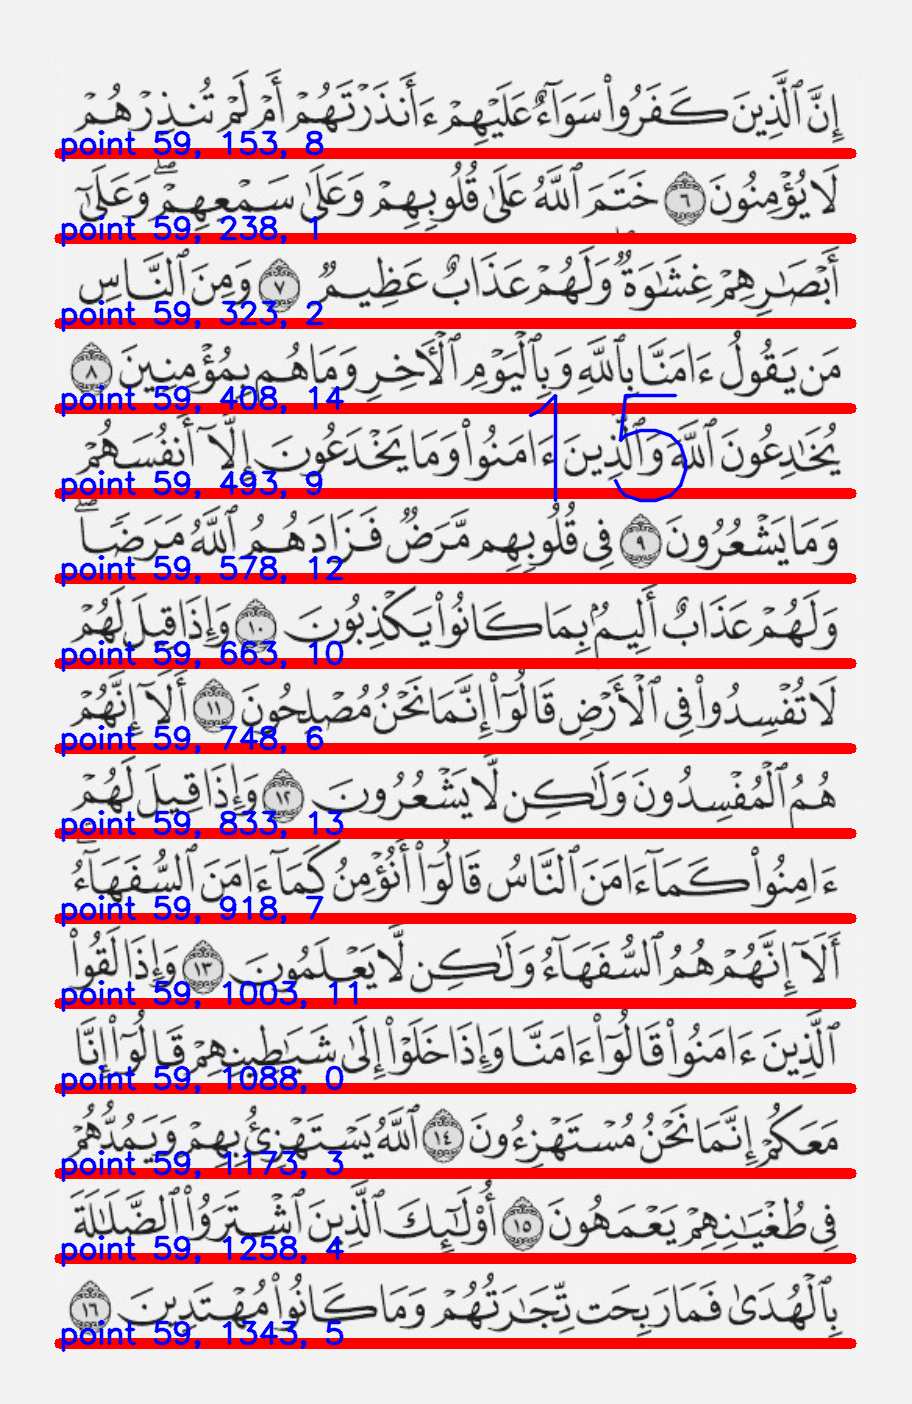 إِنَّ ٱلَّذِينَ كَفَرُوا۟ سَوَآءٌ عَلَيْهِمْ ءَأَنذَرْتَهُمْ أَمْ لَمْ تُنذِرْهُمْ
point 59, 153, 8
لَا يُؤْمِنُونَ ٦ خَتَمَ ٱللَّهُ عَلَىٰ قُلُوبِهِمْ وَعَلَىٰ سَمْعِهِمْ ۖ وَعَلَىٰٓ
point 59, 238, 1
أَبْصَـٰرِهِمْ غِشَـٰوَةٌ وَلَهُمْ عَذَابٌ عَظِيمٌ ٧ وَمِنَ ٱلنَّاسِ
point 59, 323, 2
مَن يَقُولُ ءَامَنَّا بِٱللَّهِ وَبِٱلْيَوْمِ ٱلْـَٔاخِرِ وَمَا هُم بِمُؤْمِنِينَ ٨
point 59, 408, 14
15
يُخَـٰدِعُونَ ٱللَّهَ وَٱلَّذِينَ ءَامَنُوا۟ وَمَا يَخْدَعُونَ إِلَّآ أَنفُسَهُمْ
point 59, 493, 9
وَمَا يَشْعُرُونَ ٩ فِى قُلُوبِهِم مَّرَضٌ فَزَادَهُمُ ٱللَّهُ مَرَضًا ۖ
point 59, 578, 12
وَلَهُمْ عَذَابٌ أَلِيمٌۢ بِمَا كَانُوا۟ يَكْذِبُونَ ١٠ وَإِذَا قِيلَ لَهُمْ
point 59, 663, 10
لَا تُفْسِدُوا۟ فِى ٱلْأَرْضِ قَالُوٓا۟ إِنَّمَا نَحْنُ مُصْلِحُونَ ١١ أَلَآ إِنَّهُمْ
point 59, 748, 6
هُمُ ٱلْمُفْسِدُونَ وَلَـٰكِن لَّا يَشْعُرُونَ ١٢ وَإِذَا قِيلَ لَهُمْ
point 59, 833, 13
ءَامِنُوا۟ كَمَآ ءَامَنَ ٱلنَّاسُ قَالُوٓا۟ أَنُؤْمِنُ كَمَآ ءَامَنَ ٱلسُّفَهَآءُ
point 59, 918, 7
أَلَآ إِنَّهُمْ هُمُ ٱلسُّفَهَآءُ وَلَـٰكِن لَّا يَعْلَمُونَ ١٣ وَإِذَا لَقُوا۟
point 59, 1003, 11
ٱلَّذِينَ ءَامَنُوا۟ قَالُوٓا۟ ءَامَنَّا وَإِذَا خَلَوْا۟ إِلَىٰ شَيَـٰطِينِهِمْ قَالُوٓا۟ إِنَّا
point 59, 1088, 0
مَعَكُمْ إِنَّمَا نَحْنُ مُسْتَهْزِءُونَ ١٤ ٱللَّهُ يَسْتَهْزِئُ بِهِمْ وَيَمُدُّهُمْ
point 59, 1173, 3
فِى طُغْيَـٰنِهِمْ يَعْمَهُونَ ١٥ أُو۟لَـٰٓئِكَ ٱلَّذِينَ ٱشْتَرَوُا۟ ٱلضَّلَـٰلَةَ
point 59, 1258, 4
بِٱلْهُدَىٰ فَمَا رَبِحَت تِّجَـٰرَتُهُمْ وَمَا كَانُوا۟ مُهْتَدِينَ ١٦
point 59, 1343, 5